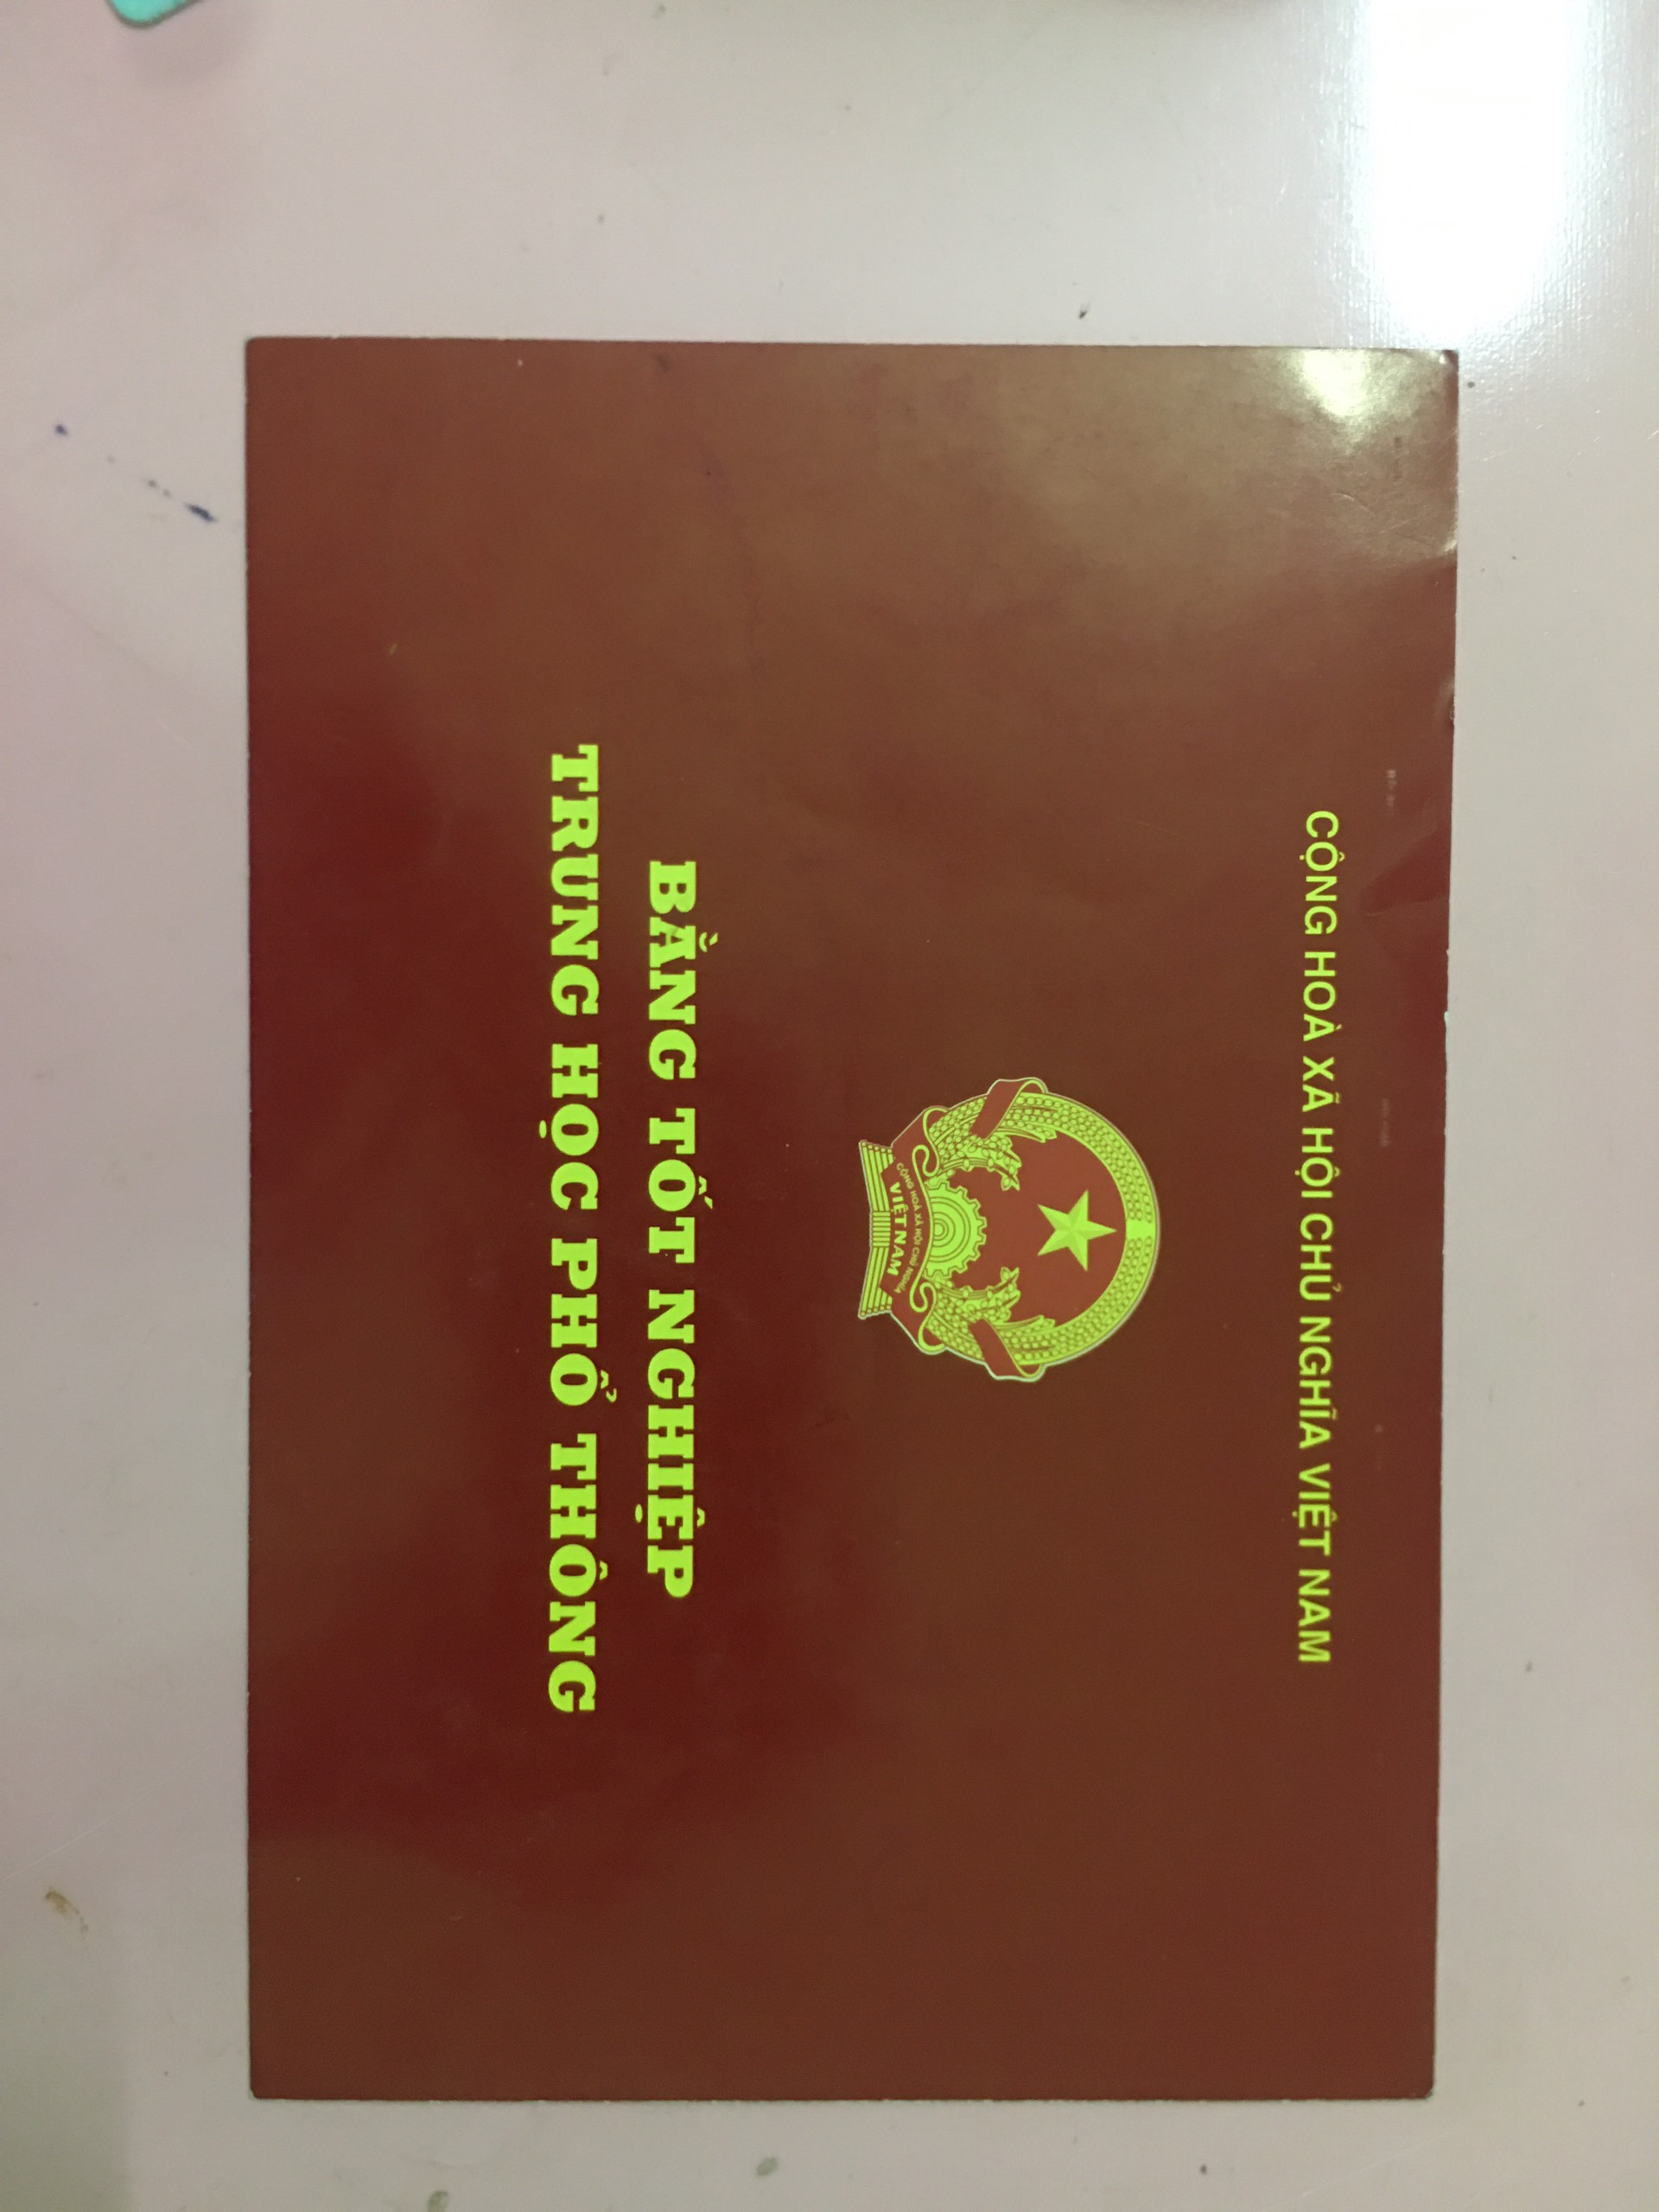 CỘNG HOÀ XÃ HỘI CHỦ NGHĨA VIỆT NAM
CỘNG HOÀ XÃ HỘI CHỦ NGHĨA
VIỆT NAM
BẰNG TỐT NGHIỆP
TRUNG HỌC PHỔ THÔNG